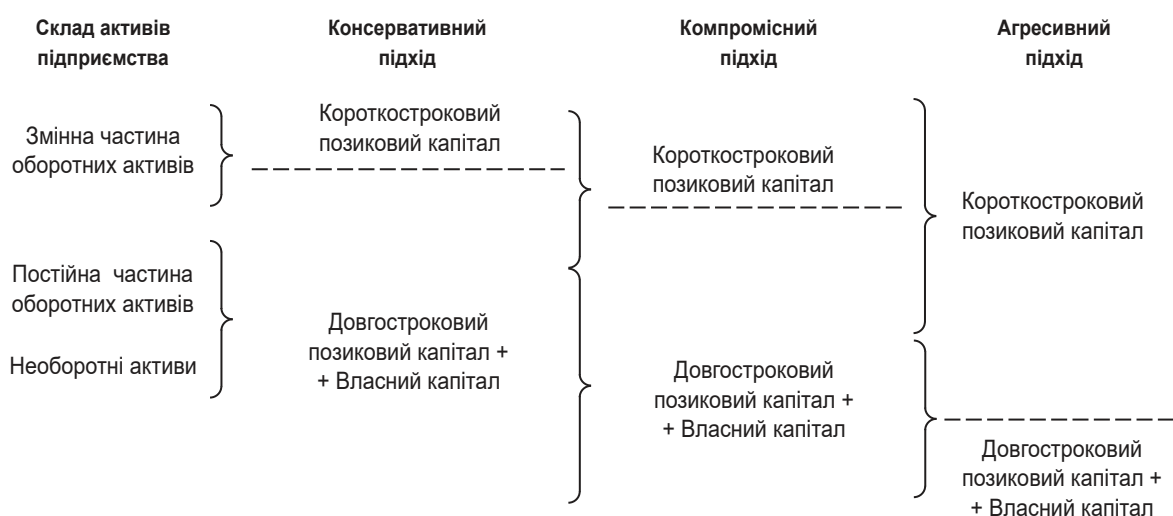 Склад активів
підприємства
Консервативний
підхід
Компромісний
підхід
Агресивний
підхід
Змінна частина
оборотних активів
Короткостроковий
позиковий капітал
Короткостроковий
позиковий капітал
Короткостроковий
позиковий капітал
Постійна частина
оборотних активів
Необоротні активи
Довгостроковий
позиковий капітал +
+ Власний капітал
Довгостроковий
позиковий капітал +
+ Власний капітал
Довгостроковий
позиковий капітал +
+ Власний капітал